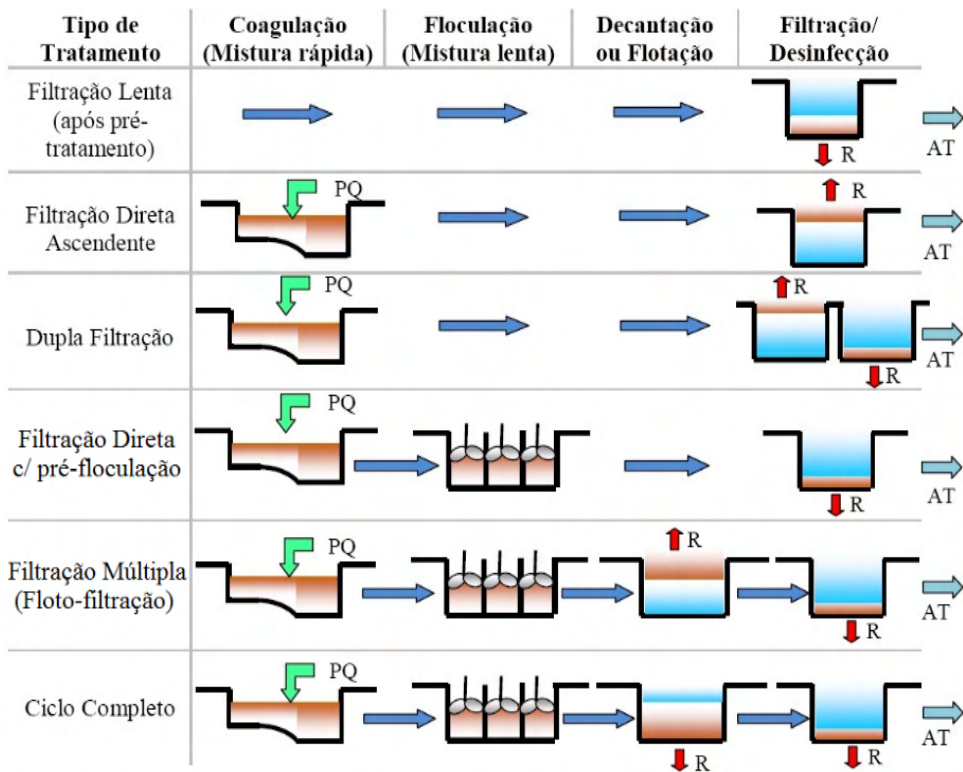 Tipo de
Tratamento
Coagulação
(Mistura rápida)
Floculação
(Mistura lenta)
Decantação
ou Flotação
Filtração/
Desinfecção
Filtração Lenta
(após pré-
tratamento)
R
AT
Filtração Direta
Ascendente
PQ
R
AT
Dupla Filtração
PQ
R
R
AT
Filtração Direta
c/ pré-floculação
PQ
R
AT
Filtração Múltipla
(Floto-filtração)
PQ
R
R
AT
Ciclo Completo
PQ
R
R
AT